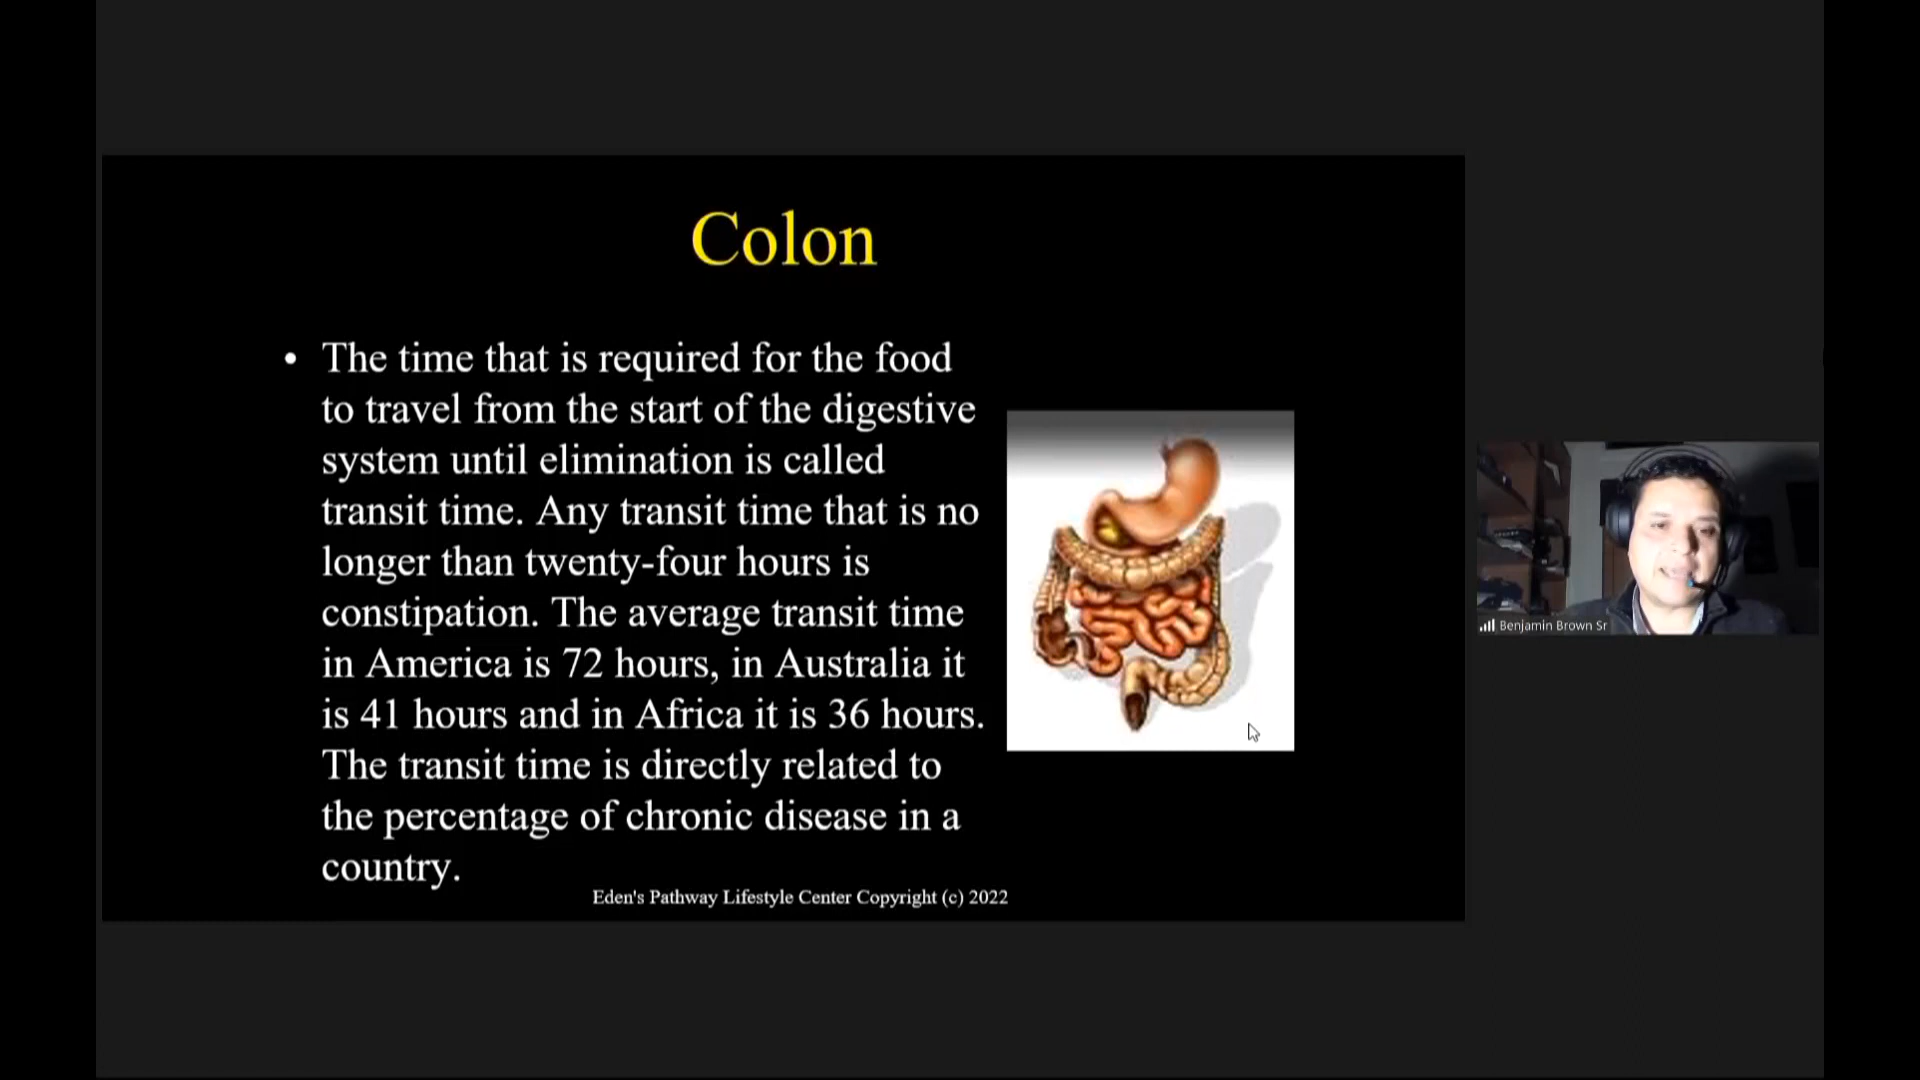 Colon
• The time that is required for the food
to travel from the start of the digestive
system until elimination is called
transit time. Any transit time that is no
longer than twenty-four hours is
constipation. The average transit time
in America is 72 hours, in Australia it
is 41 hours and in Africa it is 36 hours.
The transit time is directly related to
the percentage of chronic disease in a
country.
Eden's Pathway Lifestyle Center Copyright (c) 2022
Benjamin Brown Sr